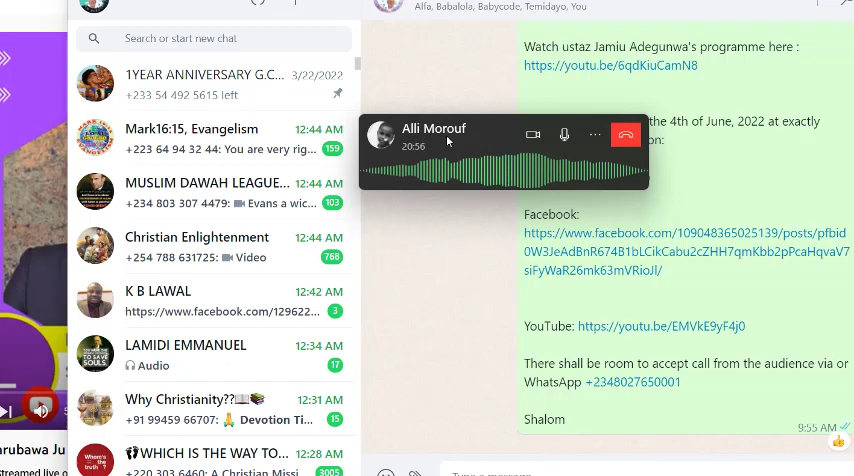 Alfa, Babalola, Babycode, Temidayo, You
Search or start new chat
1YEAR ANNIVERSARY G.C... 3/22/2022
+233 54 492 5615 left
Mark16:15, Evangelism 12:44 AM
+223 64 94 32 44: You are very rig... 159
MUSLIM DAWAH LEAGUE... 12:44 AM
+234 803 307 4479: Evans a wic... 103
Christian Enlightenment 12:44 AM
+254 788 631725: Video 768
K B LAWAL 12:42 AM
https://www.facebook.com/129622... 3
LAMIDI EMMANUEL 12:34 AM
Audio 17
Why Christianity??📖📚 12:31 AM
+91 99459 66707: 🙏 Devotion Ti... 15
👣WHICH IS THE WAY TO... 12:28 AM
+220 303 6460: A Christian Missi 3005
Watch ustaz Jamiu Adegunwa's programme here :
https://youtu.be/6qdKiuCamN8
the 4th of June, 2022 at exactly
on:
Alli Morouf
20:56
Facebook:
https://www.facebook.com/109048365025139/posts/pfbid
0W3JeAdBnR674B1bLCikCabu2cZHH7qmKbb2pPcaHqvaV7
siFyWaR26mk63mVRioJl/
YouTube: https://youtu.be/EMVkE9yF4j0
There shall be room to accept call from the audience via or
WhatsApp +2348027650001
Shalom
9:55 AM
Type a message
arubawa Ju
Streamed live o